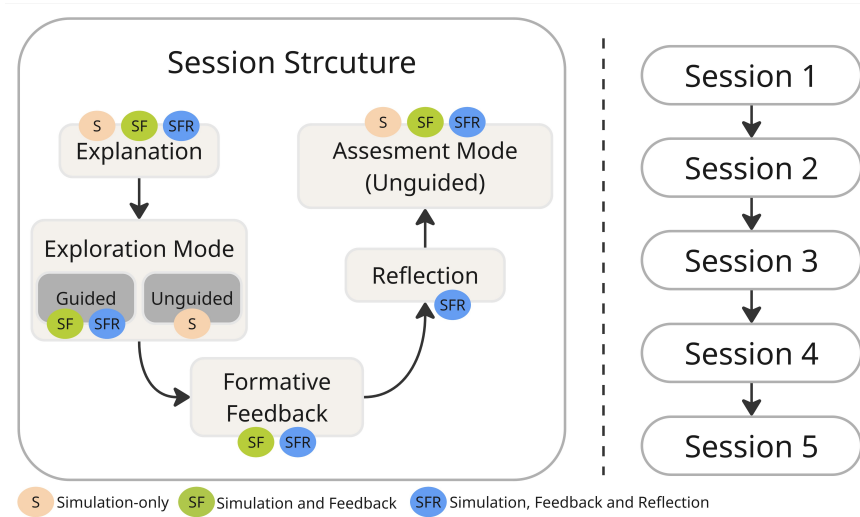 Session Strcuture
S SF SFR
Explanation
Exploration Mode
Guided
SF SFR
Unguided
S
Formative
Feedback
SF SFR
Reflection
SFR
S SF SFR
Assesment Mode
(Unguided)
Session 1
Session 2
Session 3
Session 4
Session 5
S Simulation-only SF Simulation and Feedback SFR Simulation, Feedback and Reflection